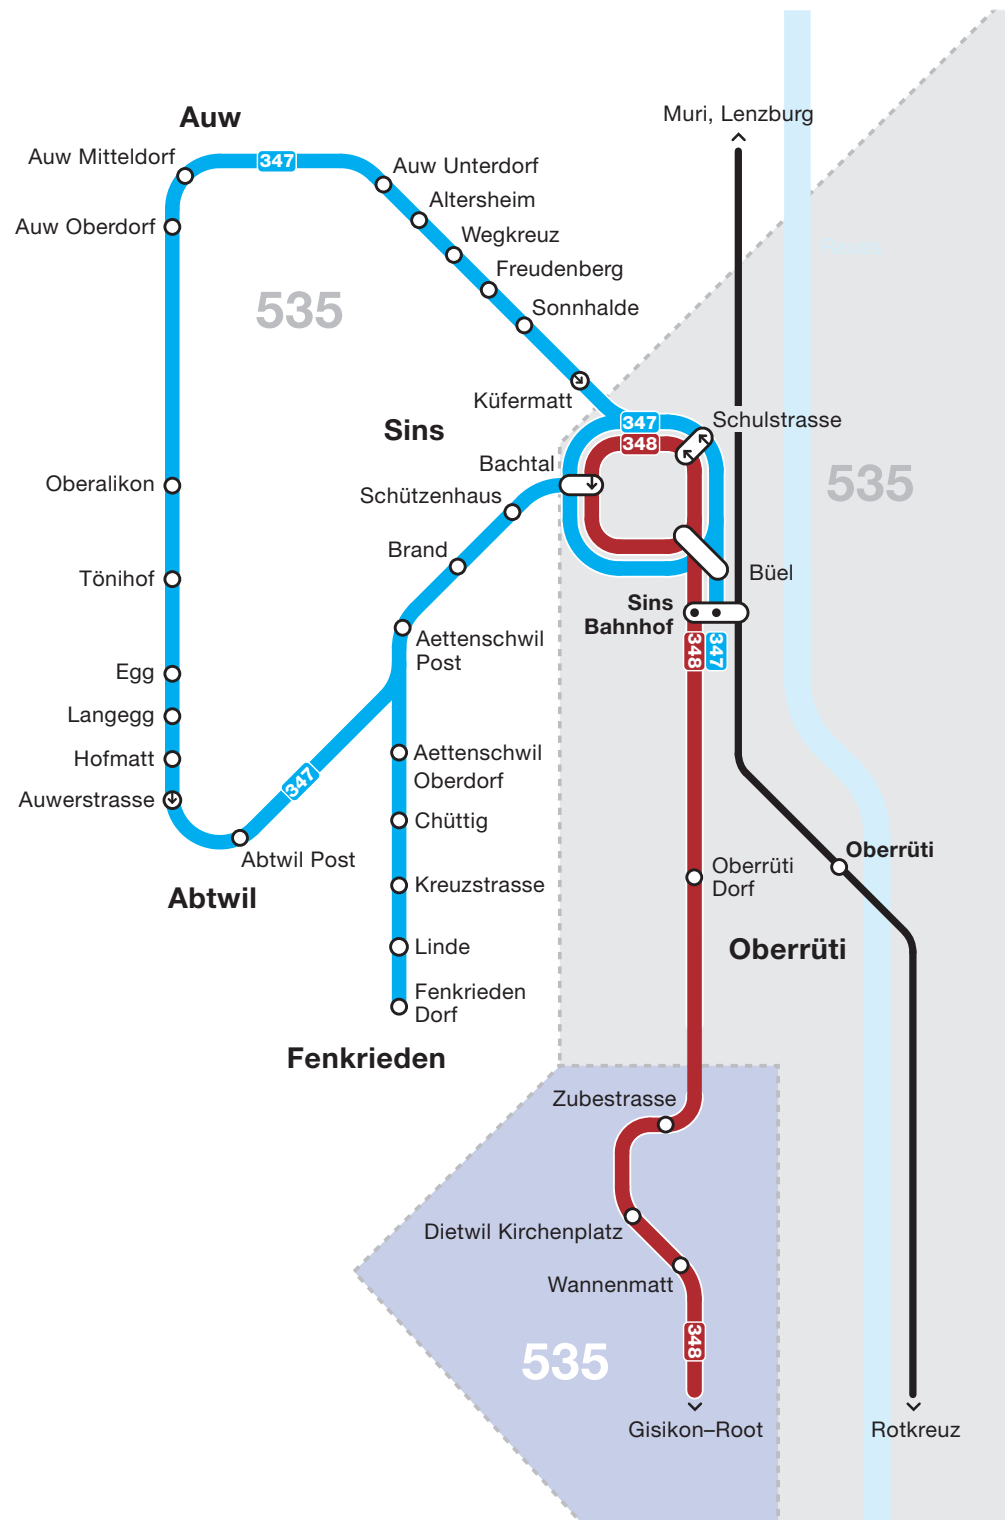 Muri, Lenzburg
Auw
Auw Mitteldorf
347
Auw Unterdorf
Altersheim
Auw Oberdorf
Wegkreuz
Freudenberg
535
Sonnhalde
Küfermatt
347
Schulstrasse
Sins
348
Bachtal
Oberalikon
535
Schützenhaus
Brand
Büel
Tönihof
Sins
Bahnhof
348
347
Aettenschwil
Post
Egg
Langegg
Hofmatt
Aettenschwil
Oberdorf
347
Auwerstrasse
Chüttig
Abtwil Post
Oberrüti
Oberrüti
Dorf
Kreuzstrasse
Abtwil
Linde
Oberrüti
Fenkrieden
Dorf
Fenkrieden
Zubestrasse
Dietwil Kirchenplatz
Wannenmatt
348
535
Gisikon–Root
Rotkreuz